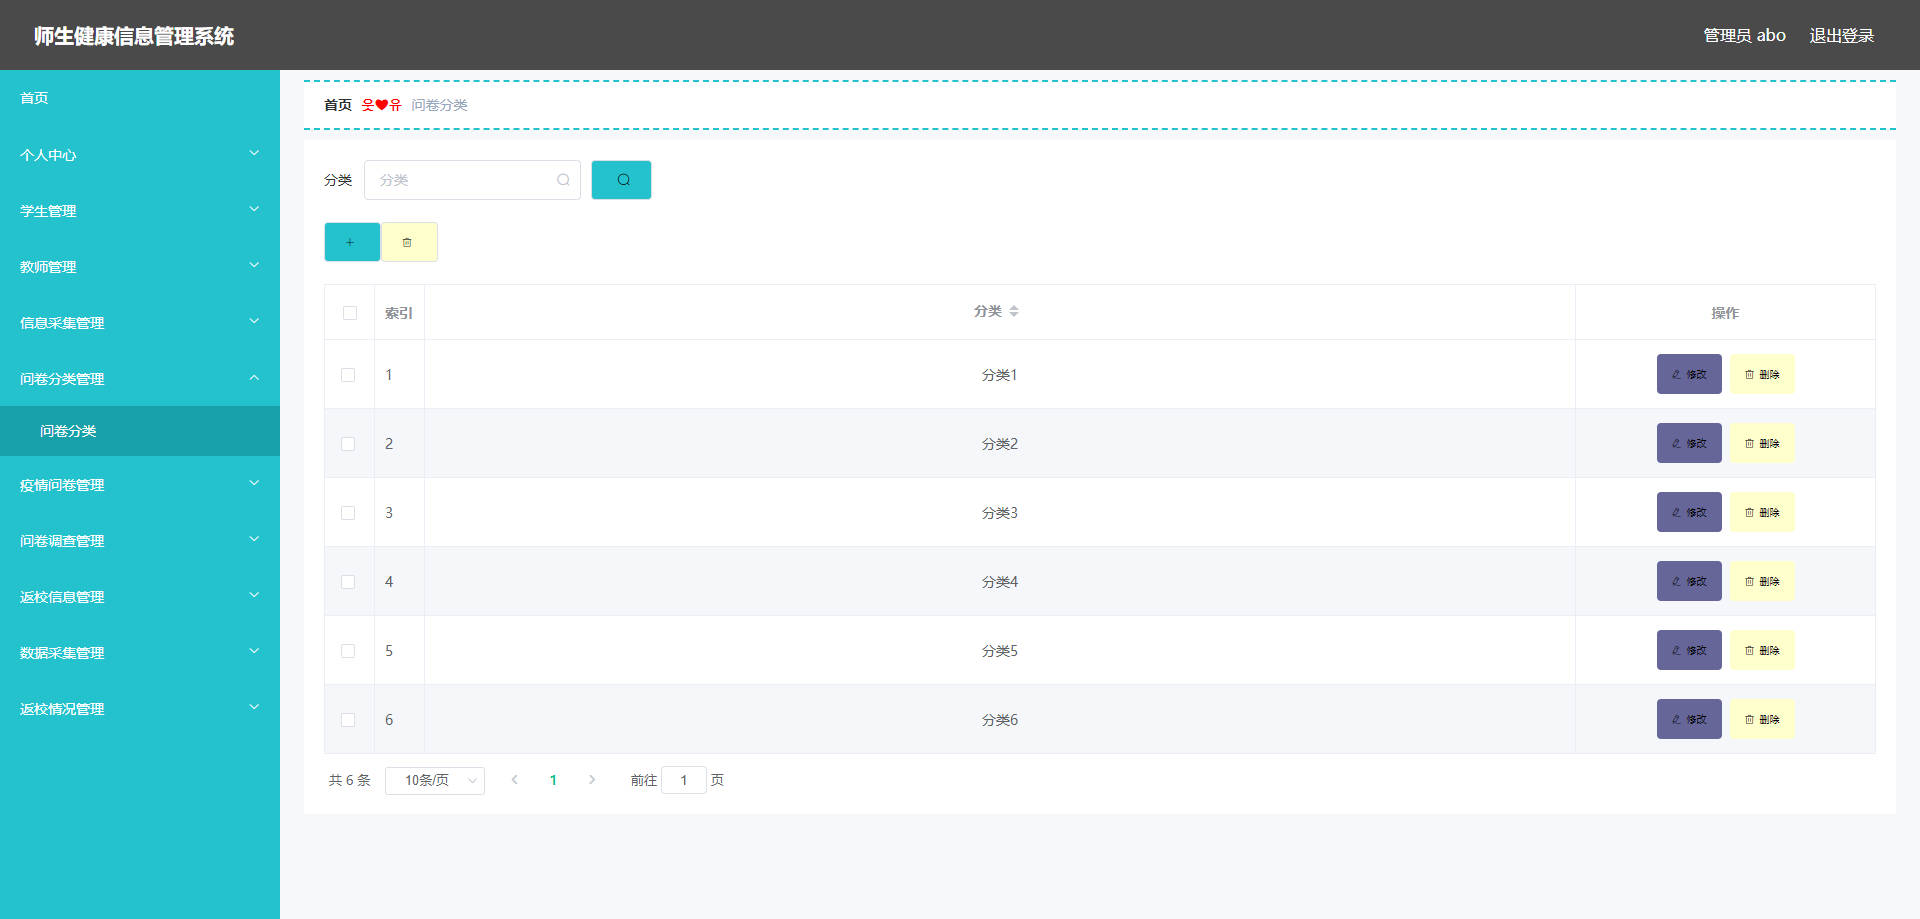 师生健康信息管理系统
管理员 abo 退出登录
首页
个人中心
学生管理
教师管理
信息采集管理
问卷分类管理
问卷分类
疫情问卷管理
问卷调查管理
返校信息管理
数据采集管理
返校情况管理
首页 웃❤유 问卷分类
分类 分类
索引 分类 操作
1 分类1 修改 删除
2 分类2 修改 删除
3 分类3 修改 删除
4 分类4 修改 删除
5 分类5 修改 删除
6 分类6 修改 删除
共 6 条 10条/页 1 前往 1 页